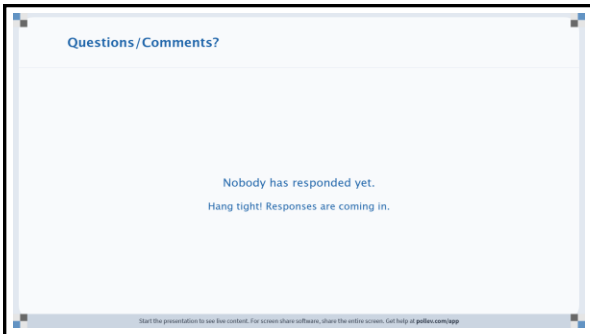 Questions/Comments?
Nobody has responded yet.
Hang tight! Responses are coming in.
Start the presentation to see live content. For screen share software, share the entire screen. Get help at pollev.com/app